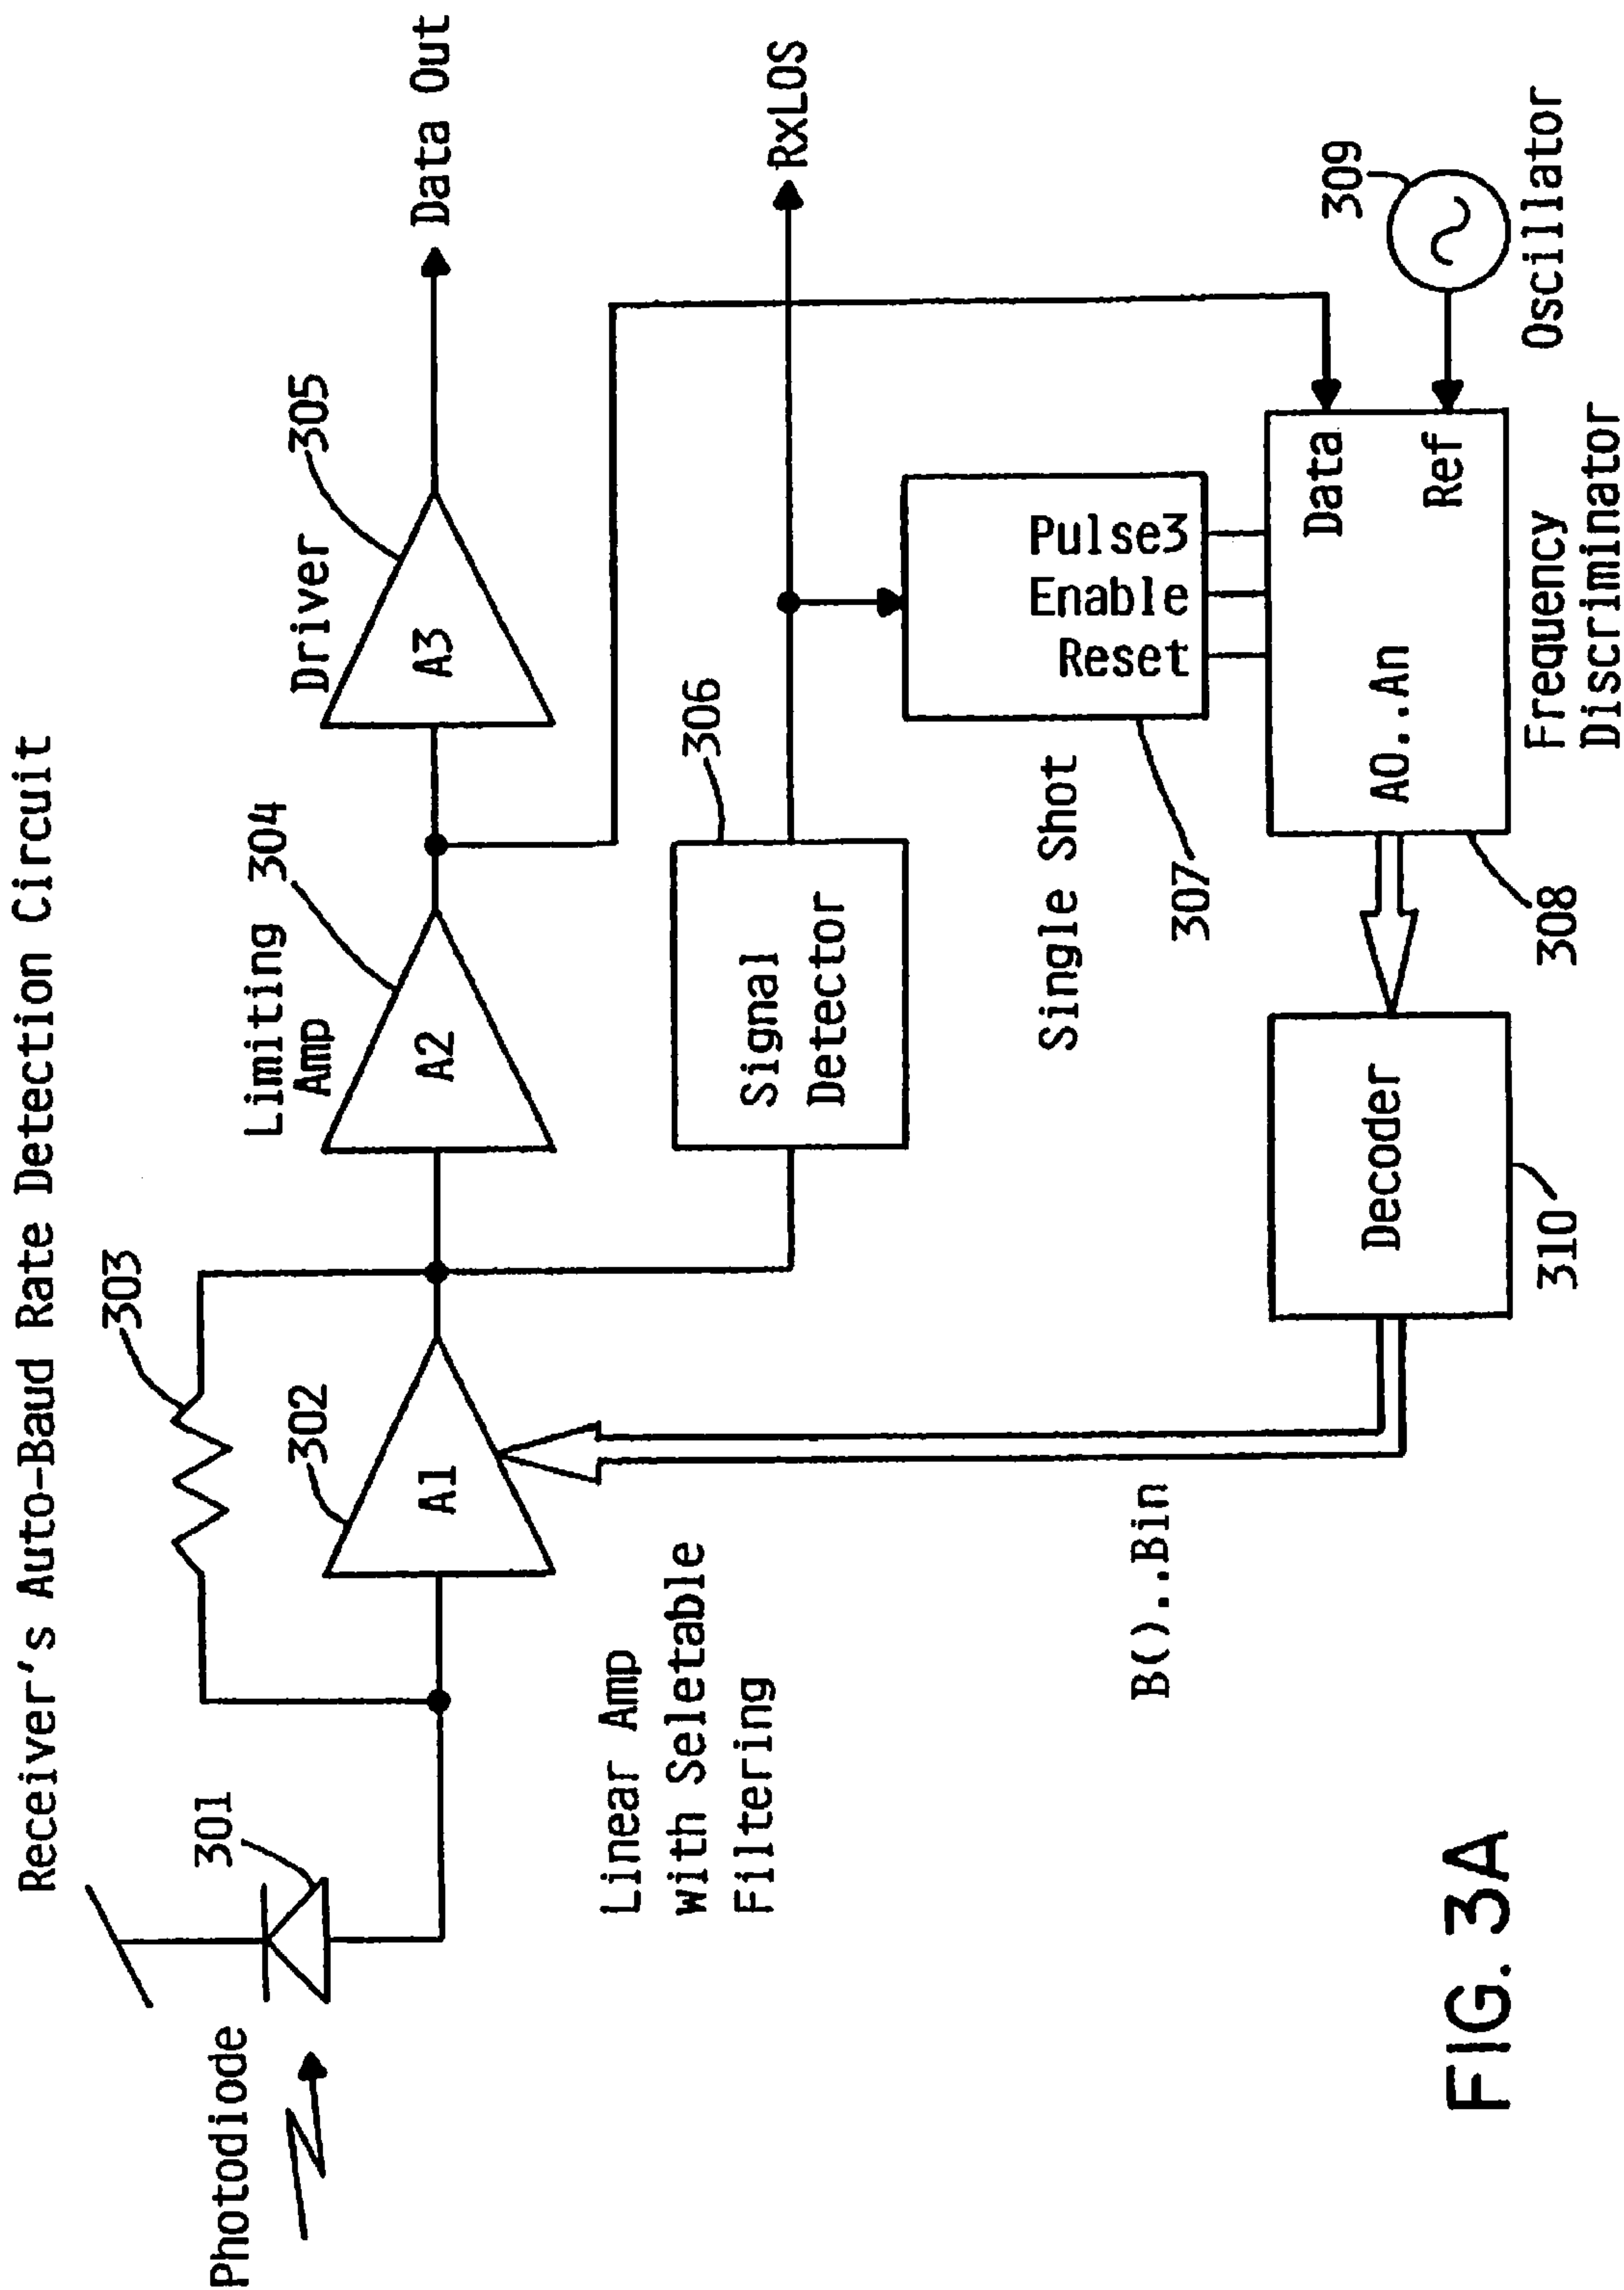 Receiver's Auto-Baud Rate Detection Circuit
Photodiode
301
303
302
A1
Linear Amp
with Seletable
Filtering
Limiting
Amp
304
A2
Driver
305
A3
Data Out
306
Signal
Detector
RxLOS
Single Shot
307
Reset
Enable
Pulse3
A0..An
Data
Ref
308
Frequency
Discriminator
309
Oscillator
Decoder
310
B()..Bin
FIG. 3A